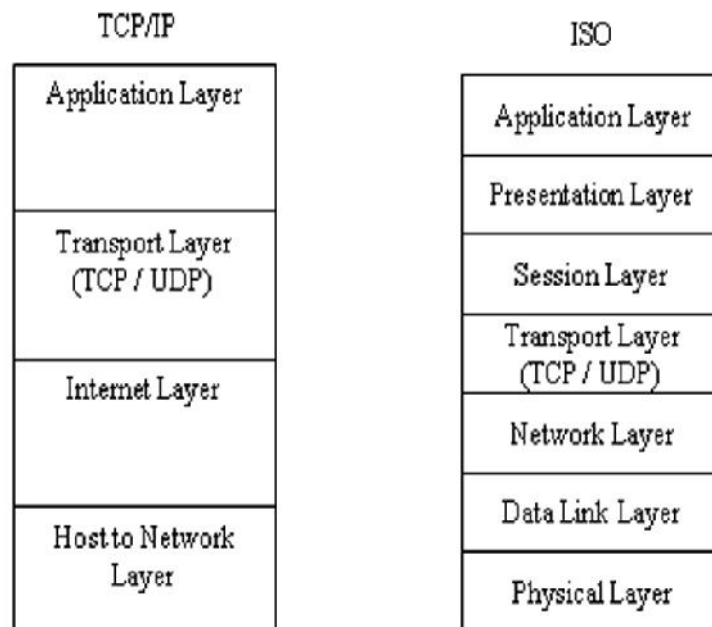 TCP/IP
Application Layer
Transport Layer
(TCP / UDP)
Internet Layer
Host to Network
Layer
ISO
Application Layer
Presentation Layer
Session Layer
Transport Layer
(TCP / UDP)
Network Layer
Data Link Layer
Physical Layer